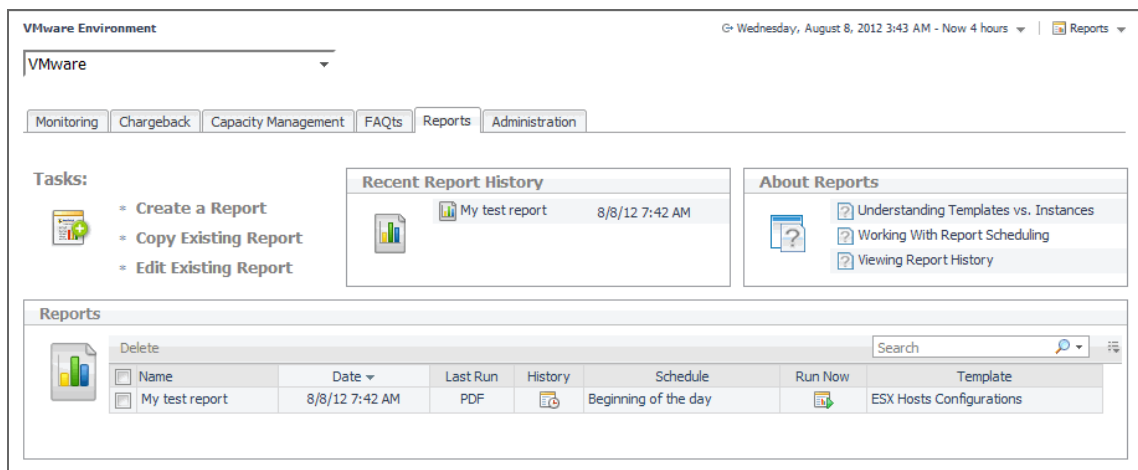 VMware Environment
Wednesday, August 8, 2012 3:43 AM - Now 4 hours | Reports
VMware
Monitoring Chargeback Capacity Management FAQts Reports Administration
Tasks:
Create a Report
Copy Existing Report
Edit Existing Report
Recent Report History
My test report 8/8/12 7:42 AM
About Reports
Understanding Templates vs. Instances
Working With Report Scheduling
Viewing Report History
Reports
Delete Search
Name Date Last Run History Schedule Run Now Template
My test report 8/8/12 7:42 AM PDF Beginning of the day ESX Hosts Configurations